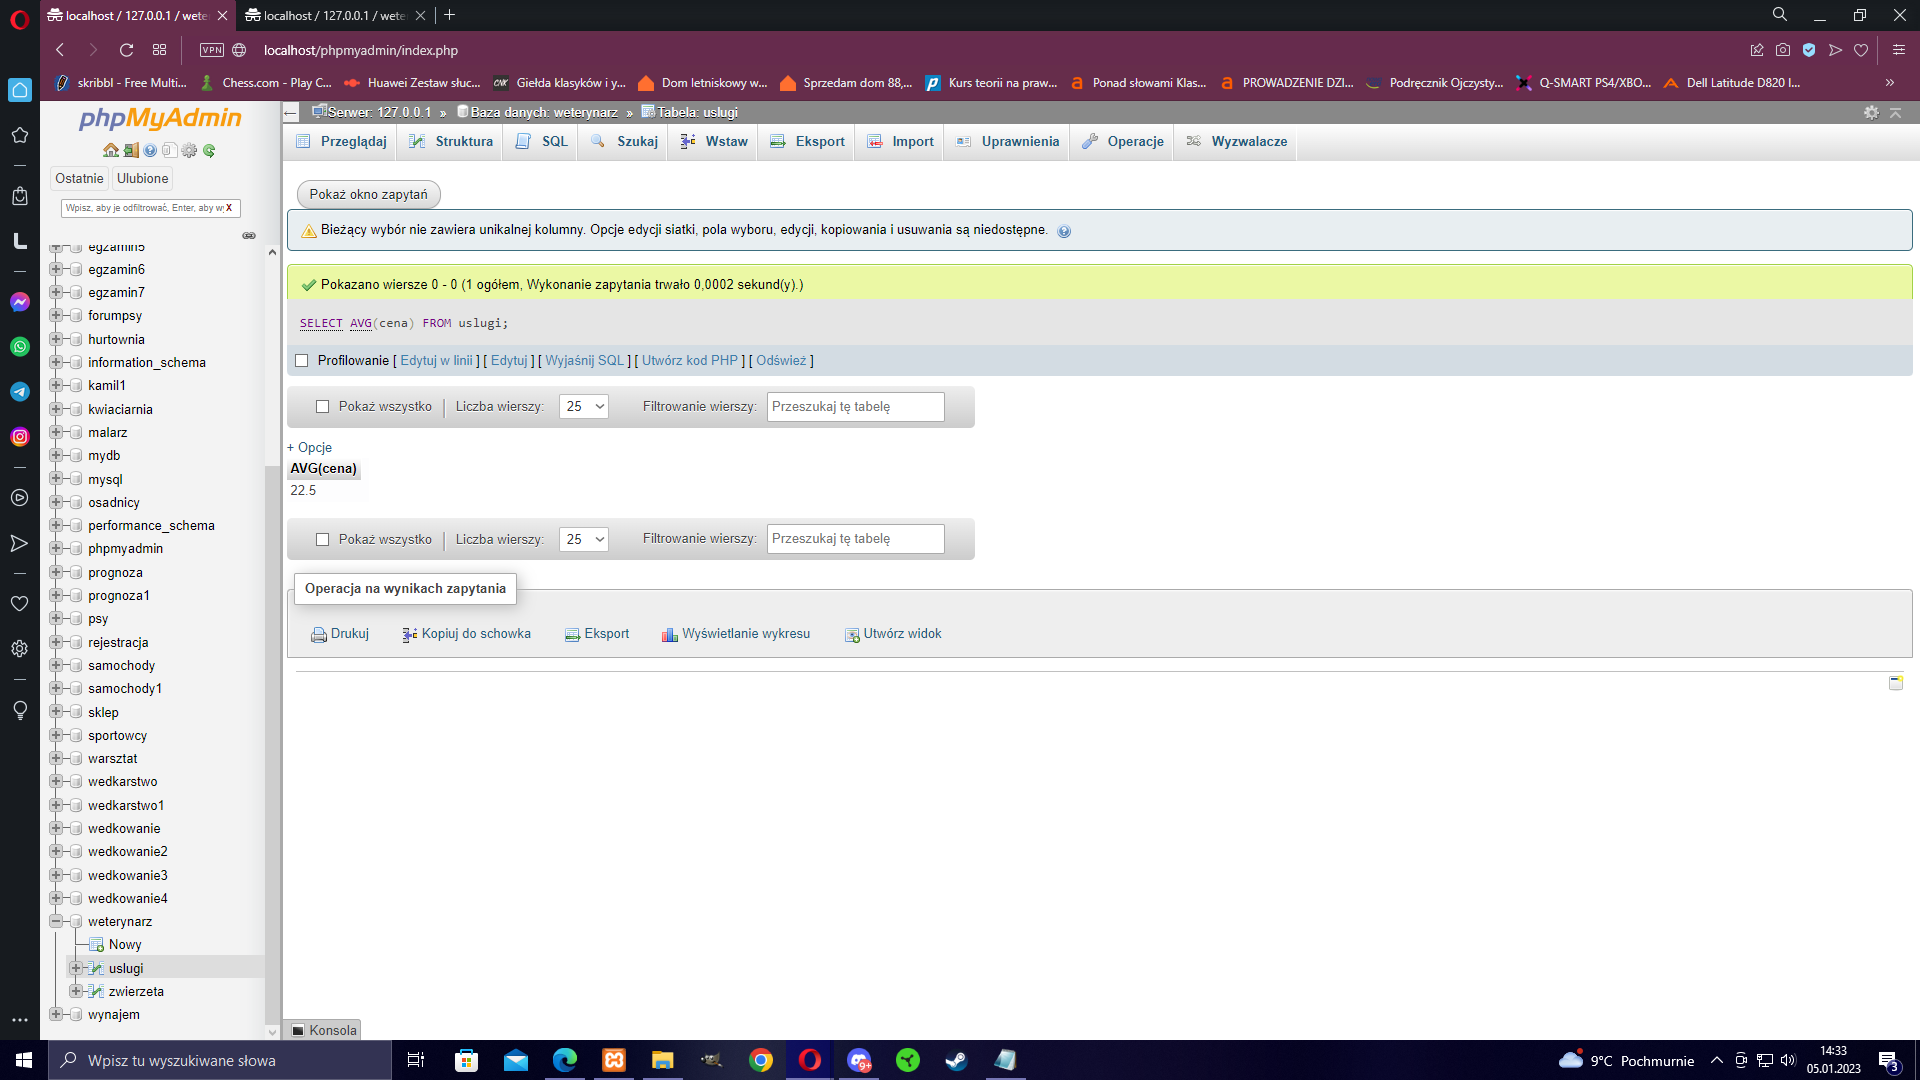 localhost / 127.0.0.1 / wete
localhost / 127.0.0.1 / wete
VPN
localhost/phpmyadmin/index.php
skribbl - Free Multi...
Chess.com - Play C...
Huawei Zestaw słuc...
Giełda klasyków i y...
Dom letniskowy w...
Sprzedam dom 88,...
Kurs teorii na praw...
Ponad słowami Klas...
PROWADZENIE DZI...
Podręcznik Ojczysty...
Q-SMART PS4/XBO...
Dell Latitude D820 I...
phpMyAdmin
Ostatnie
Ulubione
Wpisz, aby je odfiltrować, Enter, aby wy
X
egzamin5
egzamin6
egzamin7
forumpsy
hurtownia
information_schema
kamil1
kwiaciarnia
malarz
mydb
mysql
osadnicy
performance_schema
phpmyadmin
prognoza
prognoza1
psy
rejestracja
samochody
samochody1
sklep
sportowcy
warsztat
wedkarstwo
wedkarstwo1
wedkowanie
wedkowanie2
wedkowanie3
wedkowanie4
weterynarz
Nowy
uslugi
zwierzeta
wynajem
Serwer: 127.0.0.1 » Baza danych: weterynarz » Tabela: uslugi
Przeglądaj
Struktura
SQL
Szukaj
Wstaw
Eksport
Import
Uprawnienia
Operacje
Wyzwalacze
Pokaż okno zapytań
Bieżący wybór nie zawiera unikalnej kolumny. Opcje edycji siatki, pola wyboru, edycji, kopiowania i usuwania są niedostępne.
Pokazano wiersze 0 - 0 (1 ogółem, Wykonanie zapytania trwało 0,0002 sekund(y).)
SELECT AVG(cena) FROM uslugi;
Profilowanie [ Edytuj w linii ] [ Edytuj ] [ Wyjaśnij SQL ] [ Utwórz kod PHP ] [ Odśwież ]
Pokaż wszystko | Liczba wierszy: 25 Filtrowanie wierszy: Przeszukaj tę tabelę
+ Opcje
AVG(cena)
22.5
Pokaż wszystko | Liczba wierszy: 25 Filtrowanie wierszy: Przeszukaj tę tabelę
Operacja na wynikach zapytania
Drukuj
Kopiuj do schowka
Eksport
Wyświetlanie wykresu
Utwórz widok
Konsola
Wpisz tu wyszukiwane słowa
9+
9°C Pochmurnie
14:33
05.01.2023
3